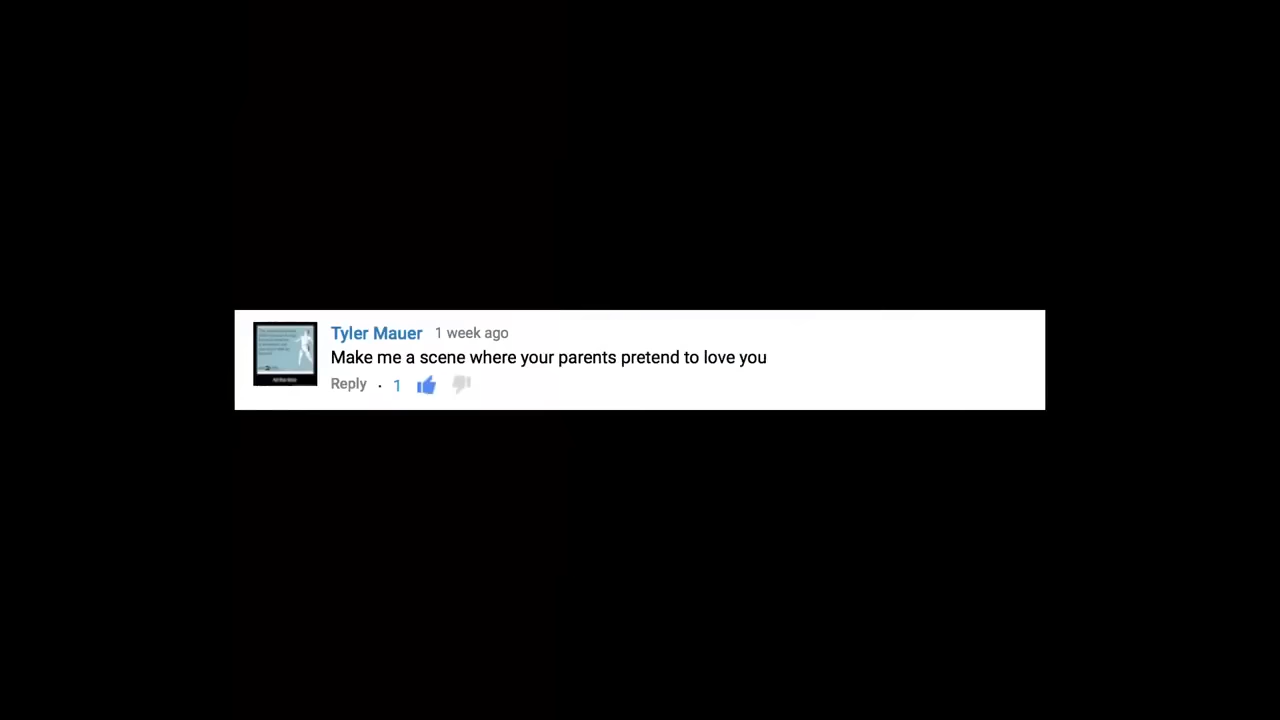 Tyler Mauer 1 week ago
Make me a scene where your parents pretend to love you
Reply · 1